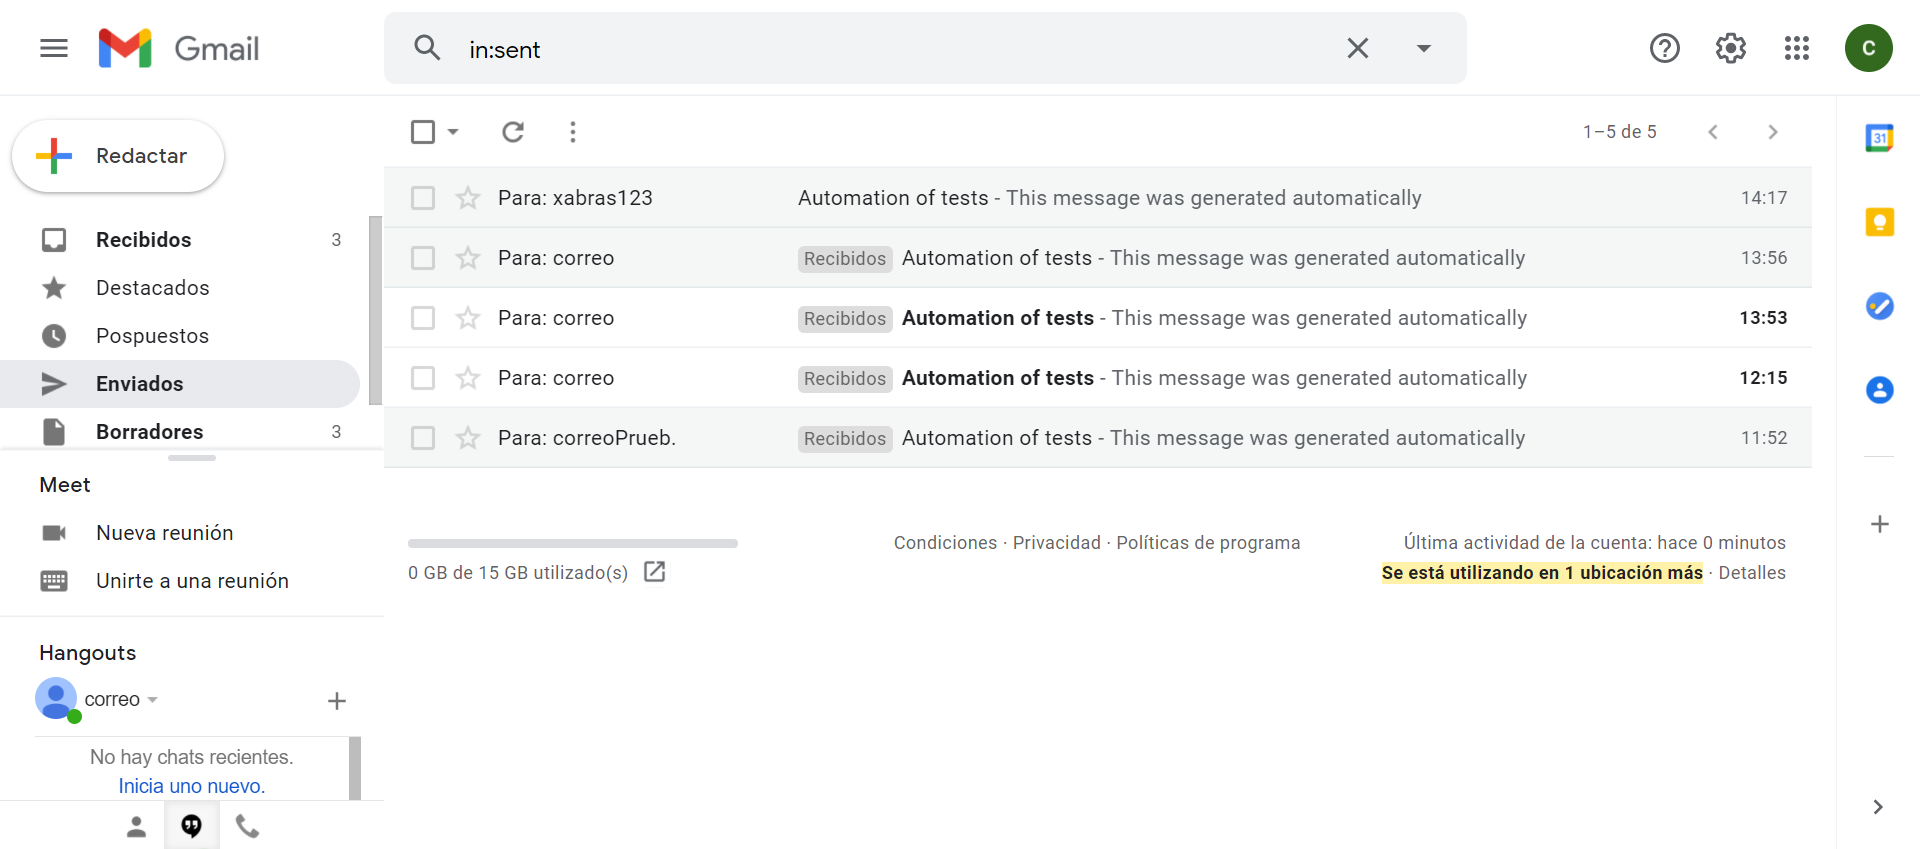 Gmail
in:sent
C
Redactar
1–5 de 5
31
Recibidos 3
Destacados
Pospuestos
Enviados
Borradores 3
Para: xabras123 Automation of tests - This message was generated automatically 14:17
Para: correo Recibidos Automation of tests - This message was generated automatically 13:56
Para: correo Recibidos Automation of tests - This message was generated automatically 13:53
Para: correo Recibidos Automation of tests - This message was generated automatically 12:15
Para: correoPrueb. Recibidos Automation of tests - This message was generated automatically 11:52
Meet
Nueva reunión
Unirte a una reunión
Hangouts
correo
No hay chats recientes.
Inicia uno nuevo.
0 GB de 15 GB utilizado(s)
Condiciones · Privacidad · Políticas de programa
Última actividad de la cuenta: hace 0 minutos
Se está utilizando en 1 ubicación más · Detalles